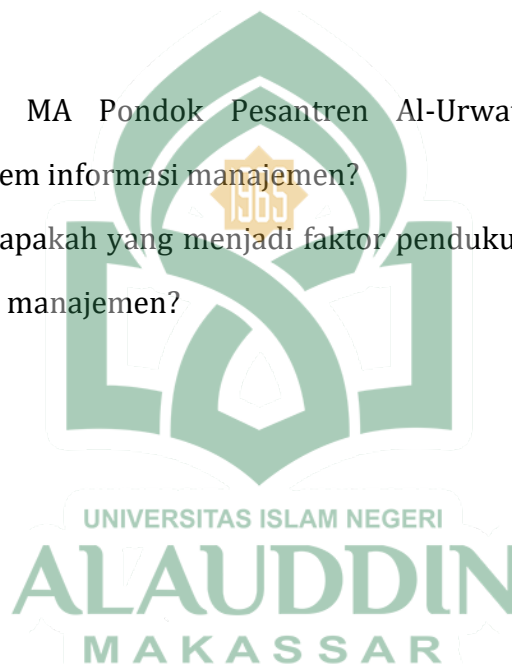 MA Pondok Pesantren Al-Urwa
em informasi manajemen?
apakah yang menjadi faktor penduku
manajemen?
1965
UNIVERSITAS ISLAM NEGERI
ALAUDDIN
MAKASSAR